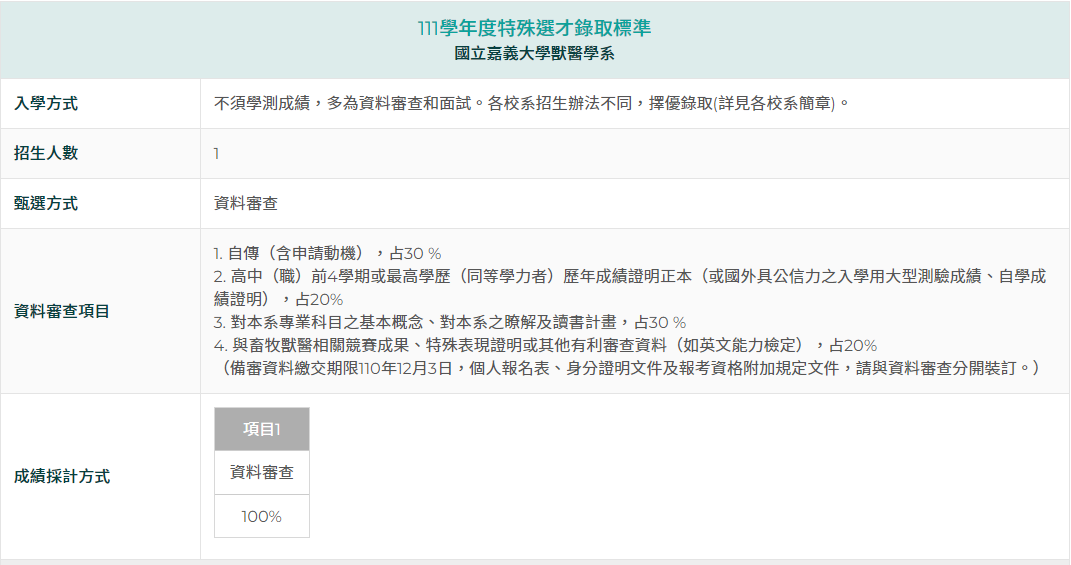 111學年度特殊選才錄取標準
國立嘉義大學獸醫學系
入學方式
不須學測成績，多為資料審查和面試。各校系招生辦法不同，擇優錄取(詳見各校系簡章)。
招生人數
1
甄選方式
資料審查
資料審查項目
1. 自傳（含申請動機），占30 %
2. 高中（職）前4學期或最高學歷（同等學力者）歷年成績證明正本（或國外具公信力之入學用大型測驗成績、自學成
績證明），占20%
3. 對本系專業科目之基本概念、對本系之瞭解及讀書計畫，占30 %
4. 與畜牧獸醫相關競賽成果、特殊表現證明或其他有利審查資料（如英文能力檢定），占20%
（備審資料繳交期限110年12月3日，個人報名表、身分證明文件及報考資格附加規定文件，請與資料審查分開裝訂。）
成績採計方式
項目1
資料審查
100%